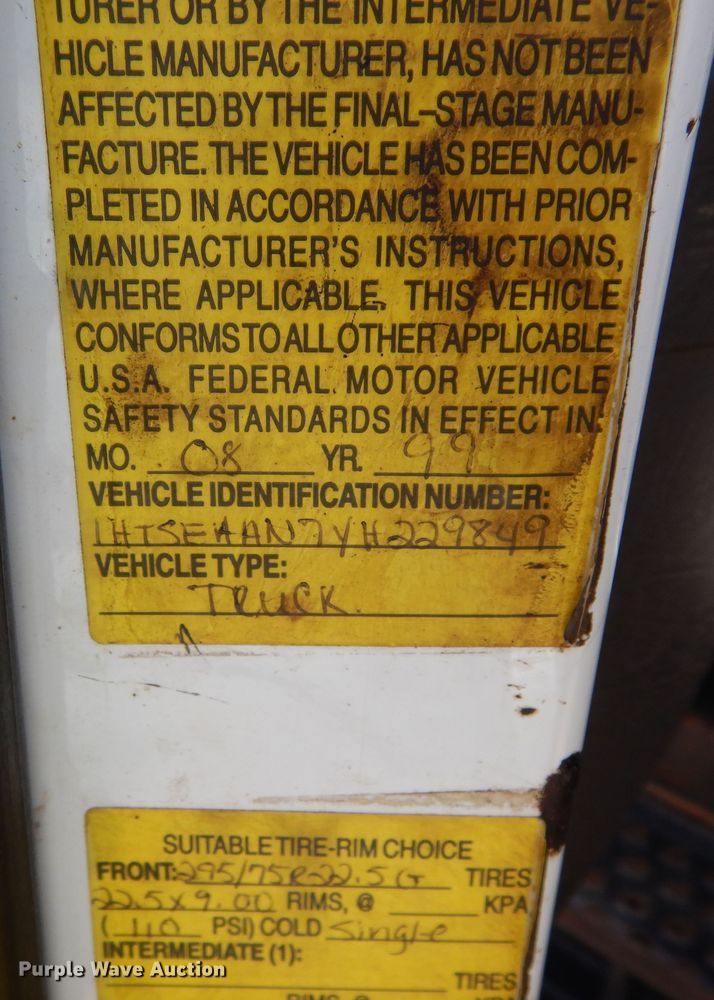 TURER OR BY THE INTERMEDIATE VE-
HICLE MANUFACTURER, HAS NOT BEEN
AFFECTED BY THE FINAL-STAGE MANU-
FACTURE. THE VEHICLE HAS BEEN COM-
PLETED IN ACCORDANCE WITH PRIOR
MANUFACTURER'S INSTRUCTIONS,
WHERE APPLICABLE. THIS VEHICLE
CONFORMS TO ALL OTHER APPLICABLE
U.S.A. FEDERAL MOTOR VEHICLE
SAFETY STANDARDS IN EFFECT IN:
MO. 08 YR. 99
VEHICLE IDENTIFICATION NUMBER:
1HTSEAAN7YH229849
VEHICLE TYPE:
TRUCK
SUITABLE TIRE-RIM CHOICE
FRONT: 295/75R22.5 G TIRES
22.5x9.00 RIMS, @ KPA
( 110 PSI) COLD Single
INTERMEDIATE (1):
TIRES
RIMS, @ KPA
Purple Wave Auction